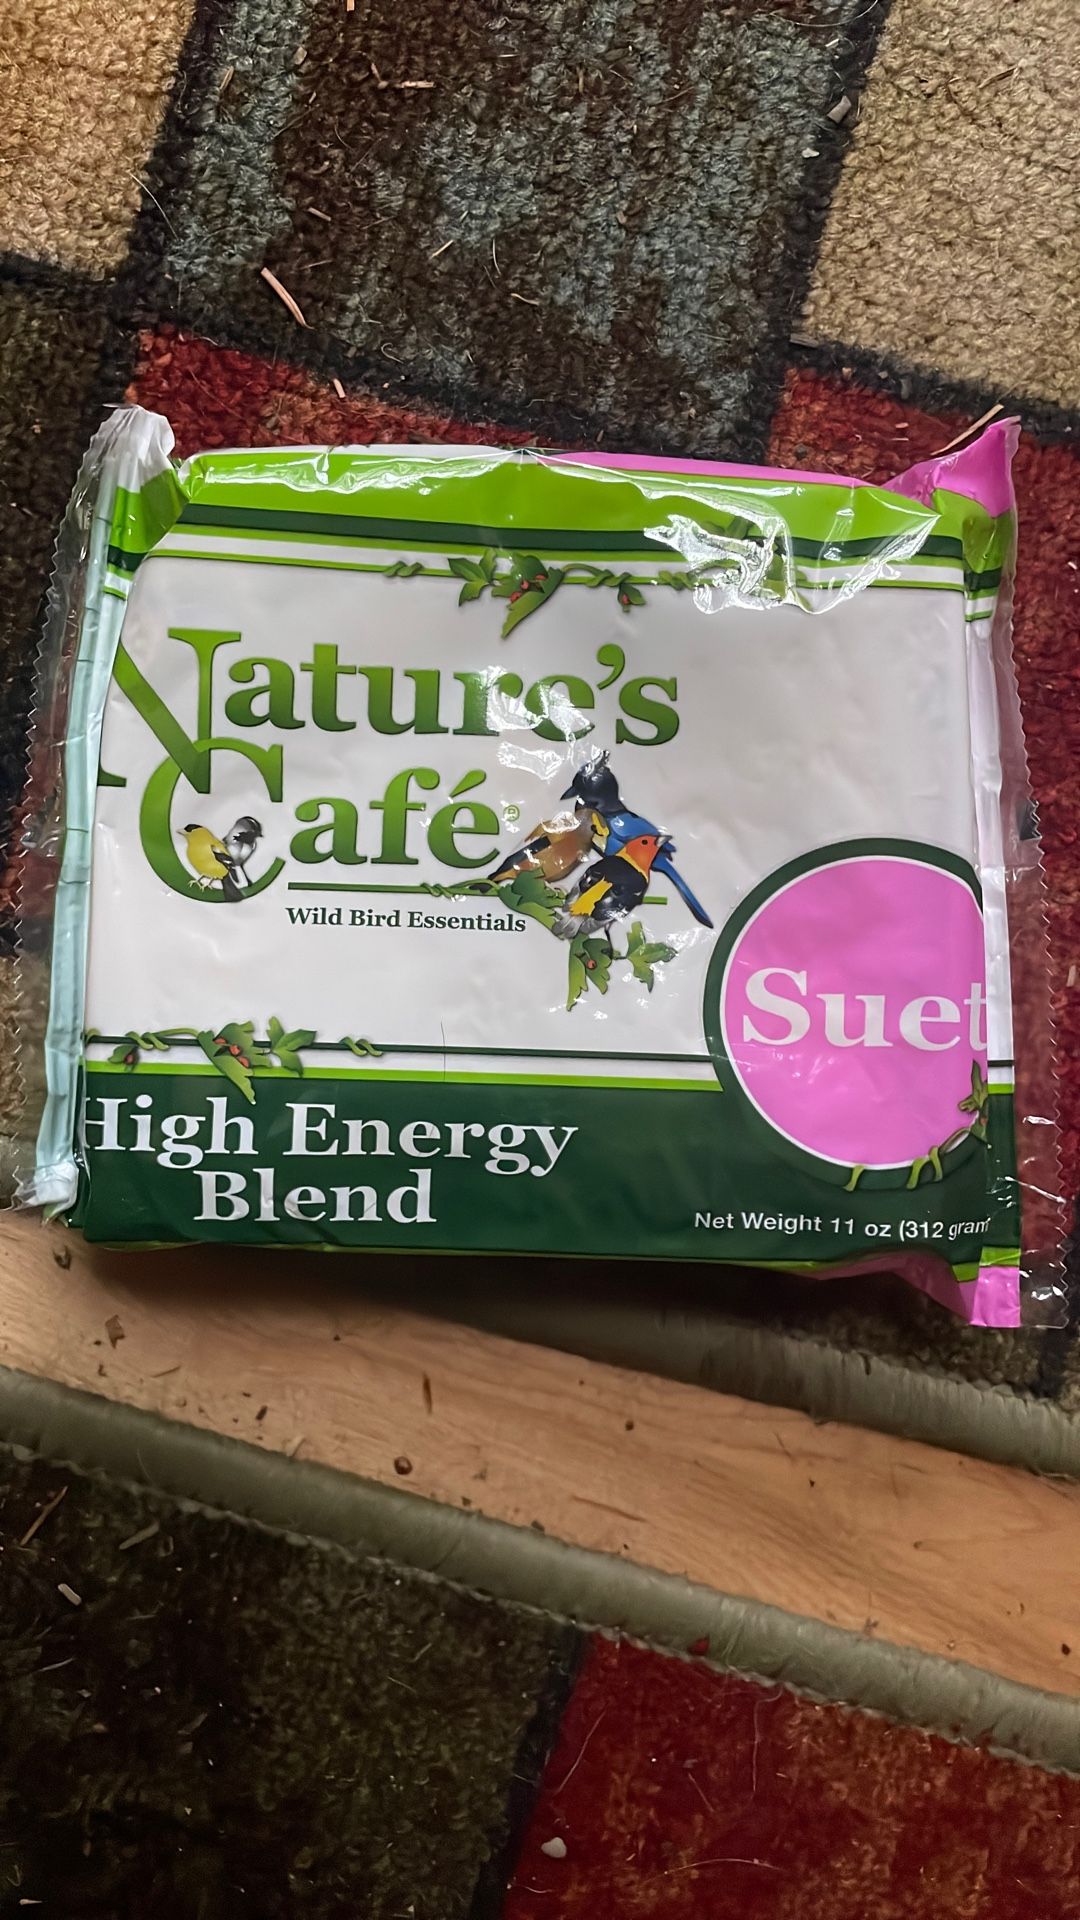 Nature's
Café®
Wild Bird Essentials
Suet
High Energy
Blend
Net Weight 11 oz (312 gram